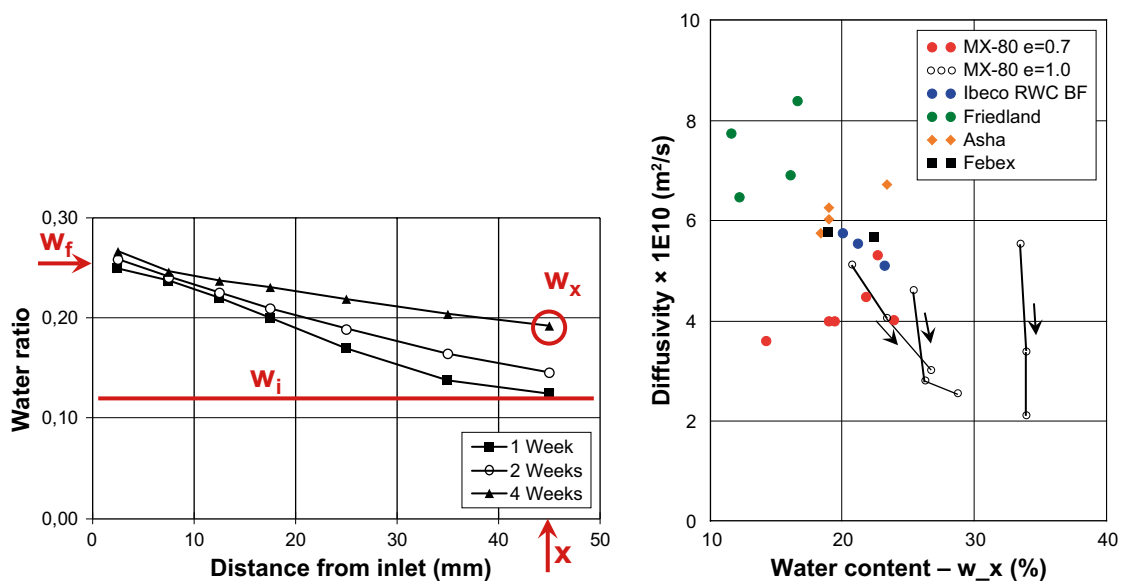 0,30
0,20
0,10
0,00
Water ratio
w_f
w_i
w_x
1 Week
2 Weeks
4 Weeks
0 10 20 30 40 50
Distance from inlet (mm)
x
10
8
6
4
2
0
Diffusivity × 1E10 (m²/s)
MX-80 e=0.7
MX-80 e=1.0
Ibeco RWC BF
Friedland
Asha
Febex
10 20 30 40
Water content – w_x (%)